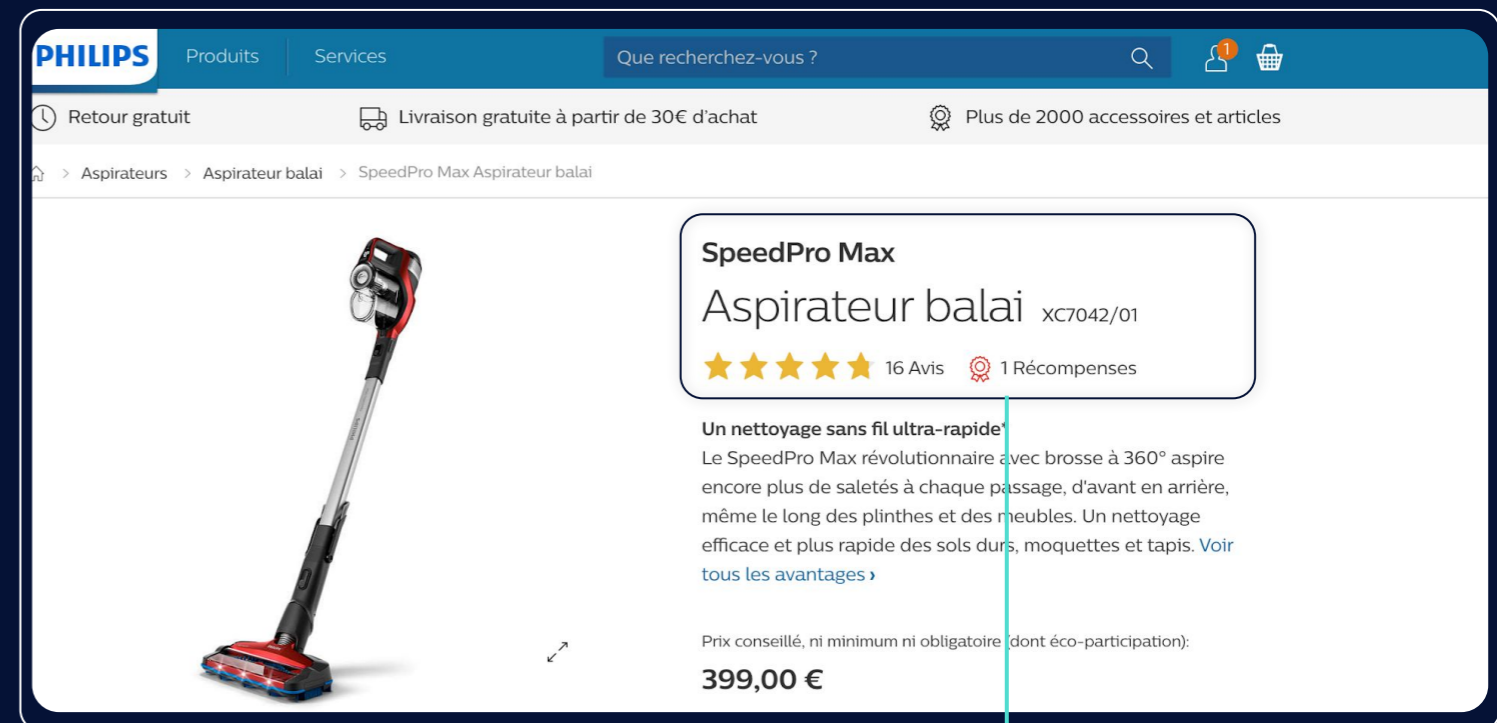 PHILIPS
Produits
Services
Que recherchez-vous ?
1
Retour gratuit
Livraison gratuite à partir de 30€ d'achat
Plus de 2000 accessoires et articles
> Aspirateurs > Aspirateur balai > SpeedPro Max Aspirateur balai
SpeedPro Max
Aspirateur balai XC7042/01
16 Avis 1 Récompenses
Un nettoyage sans fil ultra-rapide*
Le SpeedPro Max révolutionnaire avec brosse à 360° aspire
encore plus de saletés à chaque passage, d'avant en arrière,
même le long des plinthes et des meubles. Un nettoyage
efficace et plus rapide des sols durs, moquettes et tapis. Voir
tous les avantages ›
Prix conseillé, ni minimum ni obligatoire (dont éco-participation):
399,00 €
PHILIPS